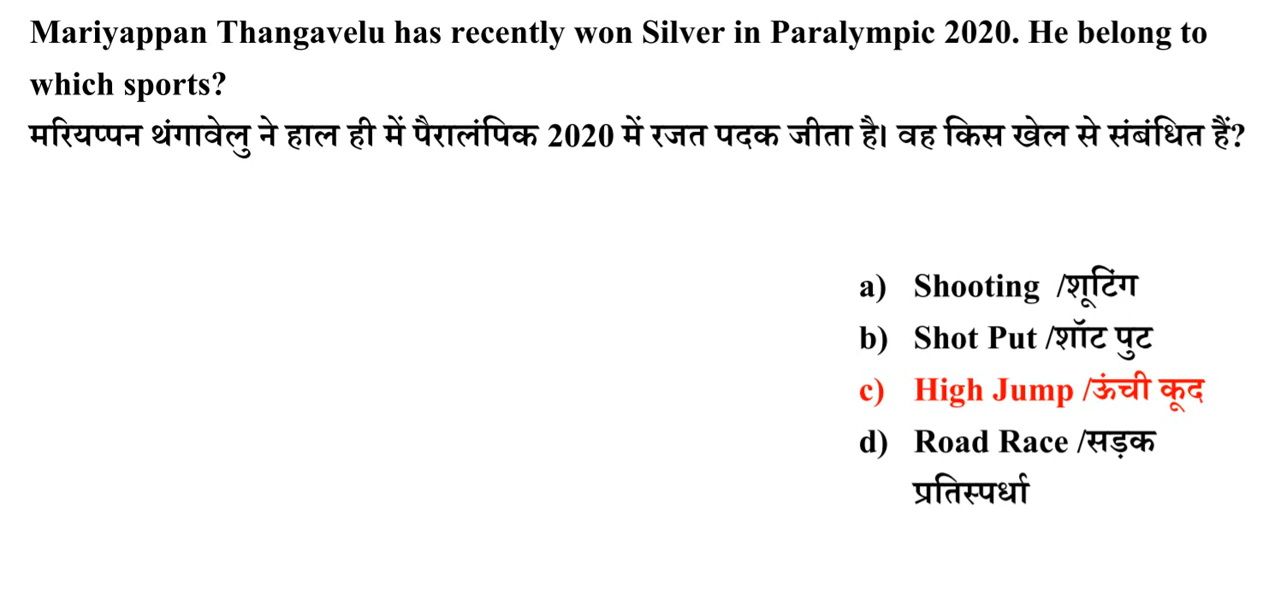 Mariyappan Thangavelu has recently won Silver in Paralympic 2020. He belong to
which sports?
मरियप्पन थंगावेलु ने हाल ही में पैरालंपिक 2020 में रजत पदक जीता है। वह किस खेल से संबंधित हैं?
a) Shooting /शूटिंग
b) Shot Put /शॉट पुट
c) High Jump /ऊंची कूद
d) Road Race /सड़क
प्रतिस्पर्धा